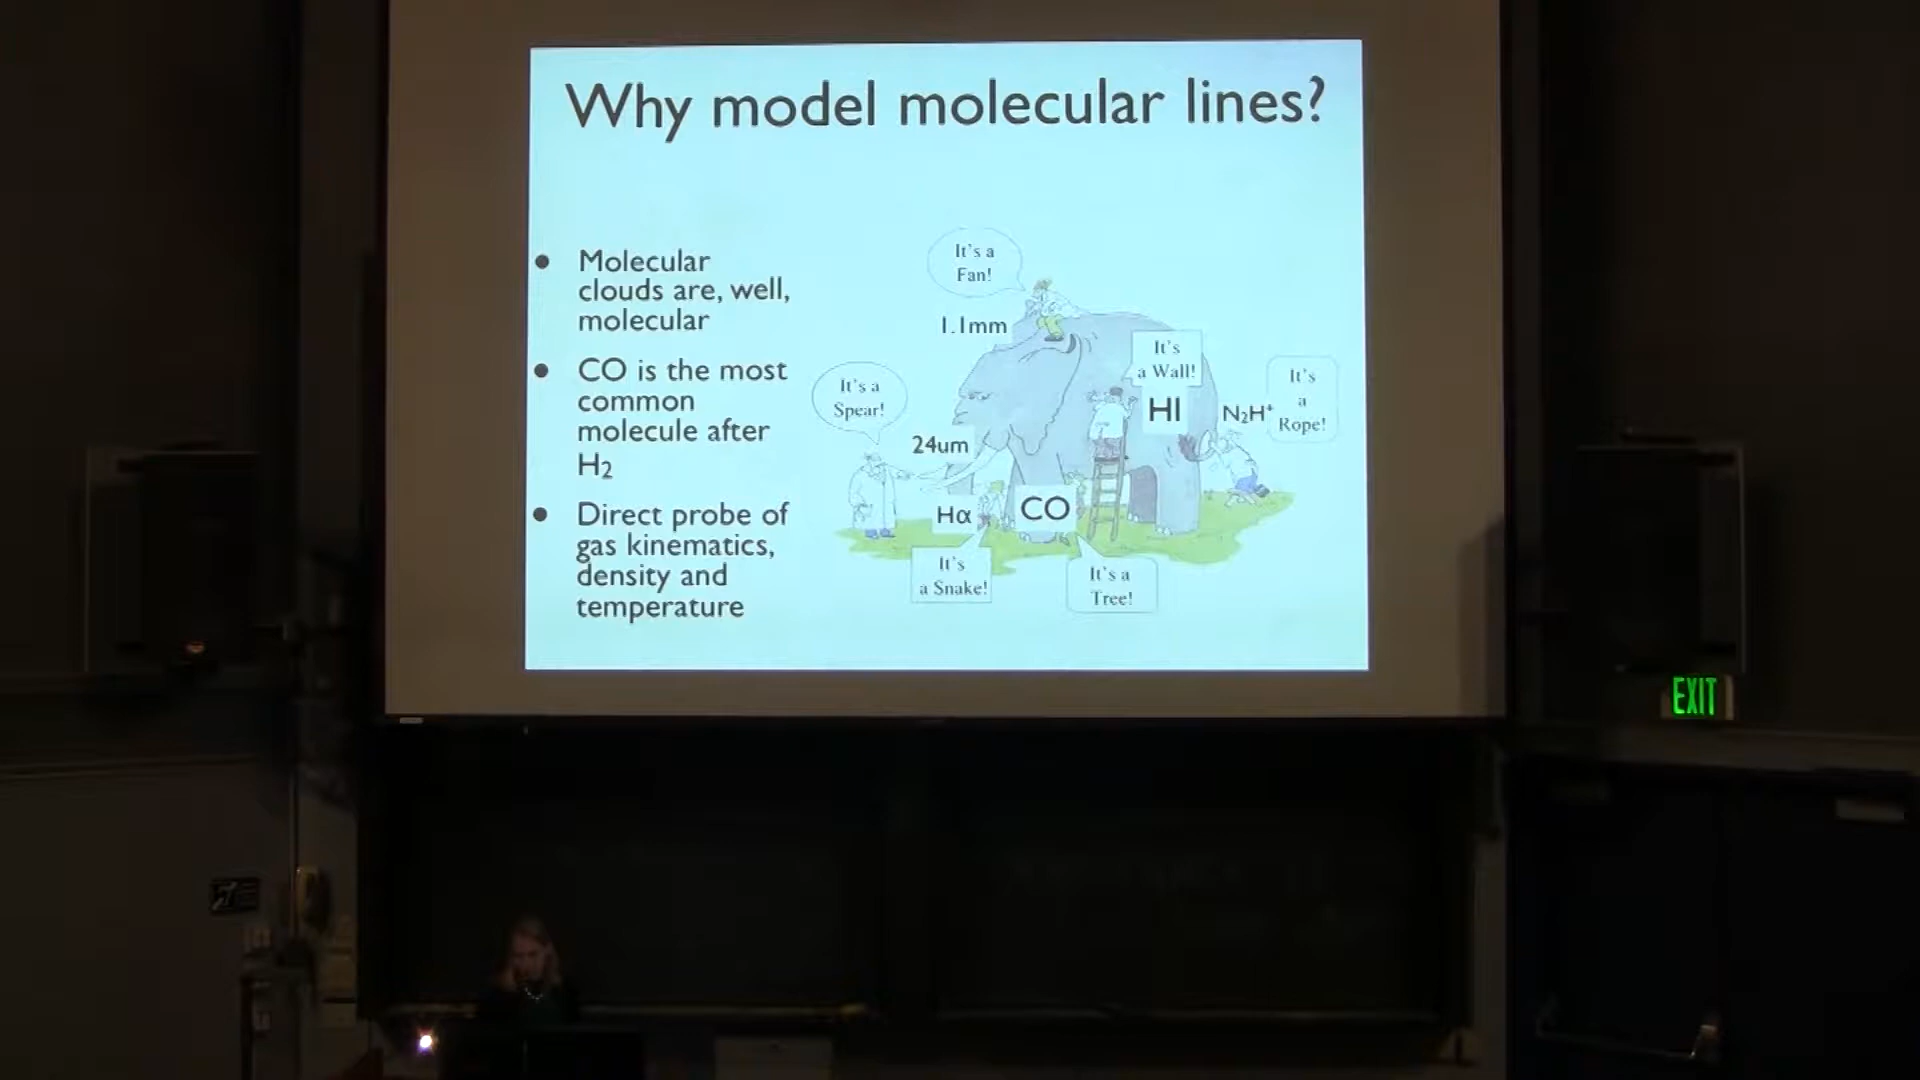 Why model molecular lines?
• Molecular
clouds are, well,
molecular
• CO is the most
common
molecule after
H₂
• Direct probe of
gas kinematics,
density and
temperature
It's a
Fan!
1.1mm
It's
a Wall!
HI
It's a
Spear!
24um
N₂H⁺
It's
a
Rope!
Hα
CO
It's
a Snake!
It's a
Tree!
EXIT